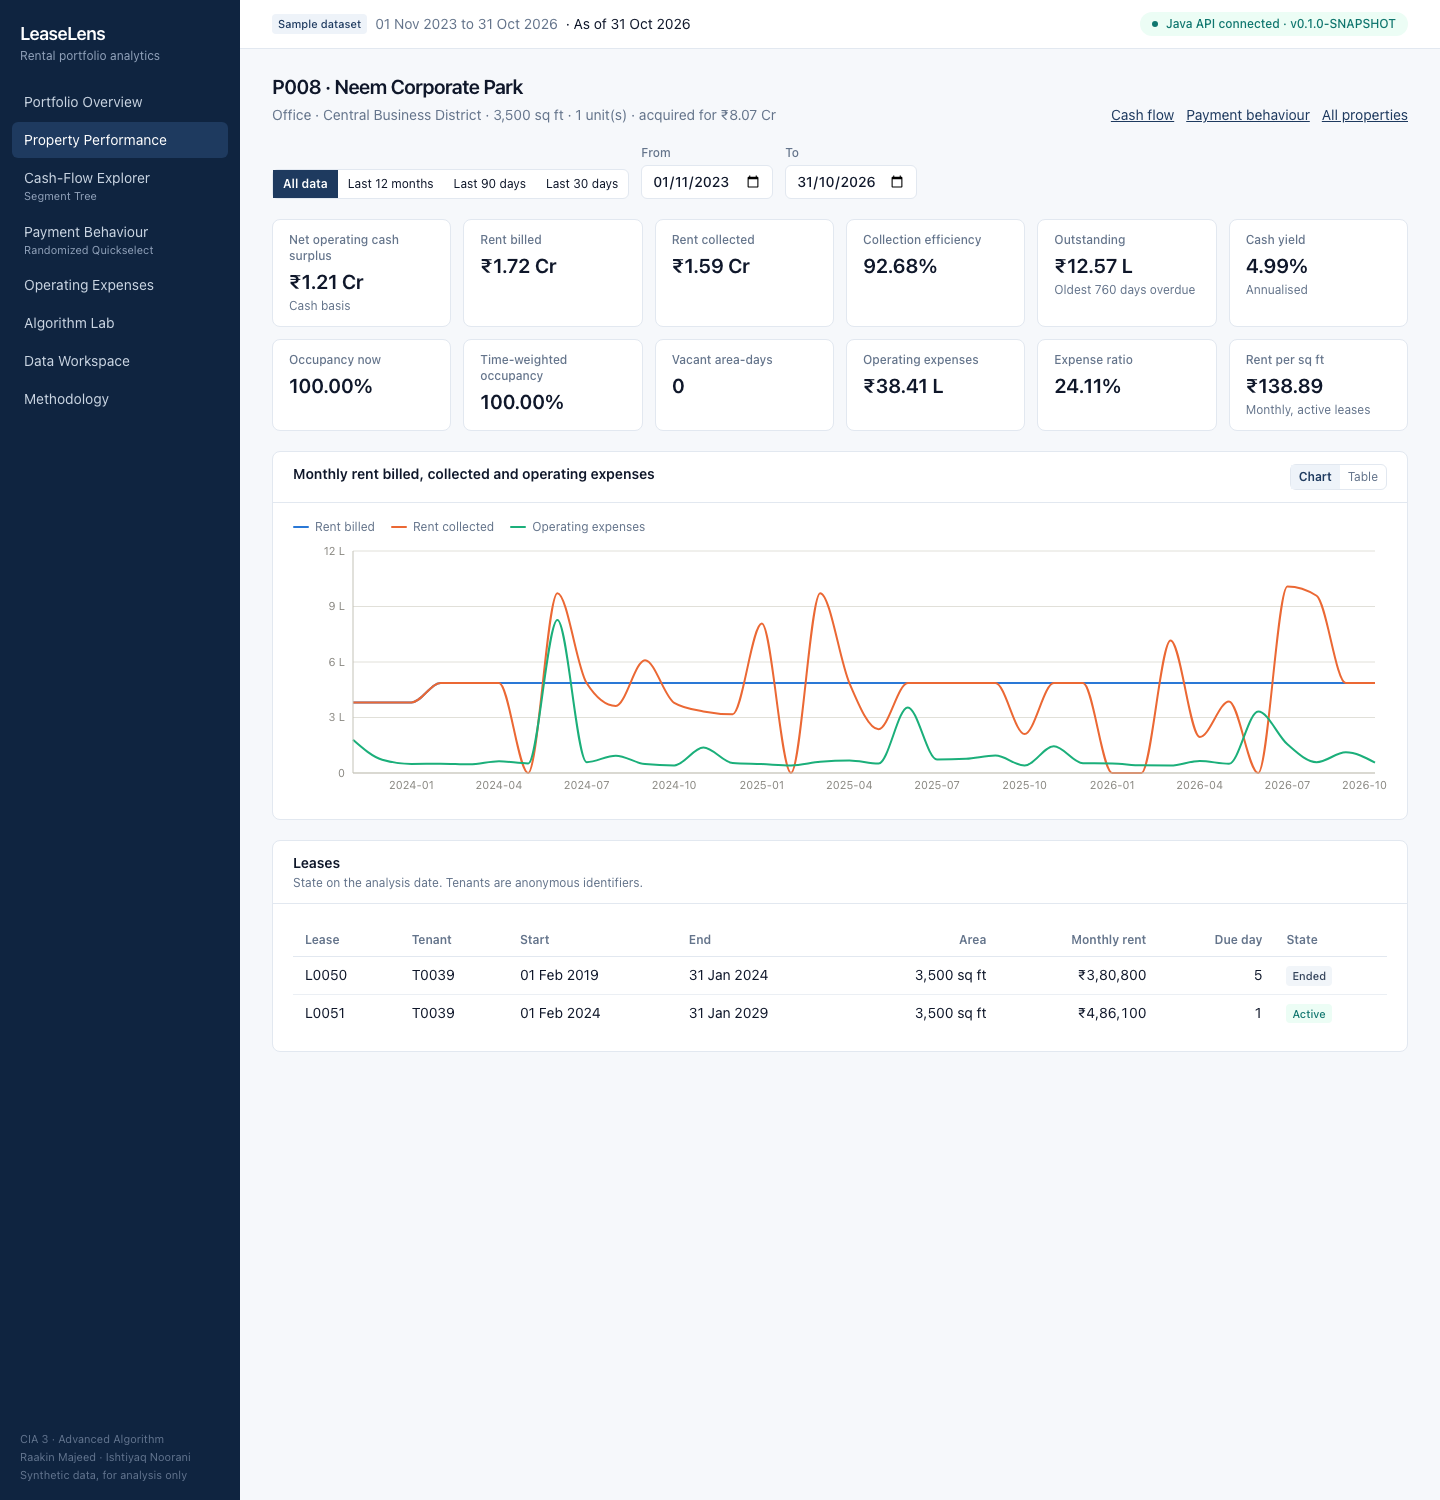 LeaseLens
Rental portfolio analytics
Portfolio Overview
Property Performance
Cash-Flow Explorer
Segment Tree
Payment Behaviour
Randomized Quickselect
Operating Expenses
Algorithm Lab
Data Workspace
Methodology
CIA 3 · Advanced Algorithm
Raakin Majeed · Ishtiyaq Noorani
Synthetic data, for analysis only
Sample dataset 01 Nov 2023 to 31 Oct 2026 · As of 31 Oct 2026
Java API connected · v0.1.0-SNAPSHOT
P008 · Neem Corporate Park
Office · Central Business District · 3,500 sq ft · 1 unit(s) · acquired for ₹8.07 Cr
Cash flow Payment behaviour All properties
From To
All data Last 12 months Last 90 days Last 30 days 01/11/2023 31/10/2026
Net operating cash surplus
₹1.21 Cr
Cash basis
Rent billed
₹1.72 Cr
Rent collected
₹1.59 Cr
Collection efficiency
92.68%
Outstanding
₹12.57 L
Oldest 760 days overdue
Cash yield
4.99%
Annualised
Occupancy now
100.00%
Time-weighted occupancy
100.00%
Vacant area-days
0
Operating expenses
₹38.41 L
Expense ratio
24.11%
Rent per sq ft
₹138.89
Monthly, active leases
Monthly rent billed, collected and operating expenses
Chart Table
Rent billed Rent collected Operating expenses
12 L
9 L
6 L
3 L
0
2024-01 2024-04 2024-07 2024-10 2025-01 2025-04 2025-07 2025-10 2026-01 2026-04 2026-07 2026-10
Leases
State on the analysis date. Tenants are anonymous identifiers.
Lease Tenant Start End Area Monthly rent Due day State
L0050 T0039 01 Feb 2019 31 Jan 2024 3,500 sq ft ₹3,80,800 5 Ended
L0051 T0039 01 Feb 2024 31 Jan 2029 3,500 sq ft ₹4,86,100 1 Active